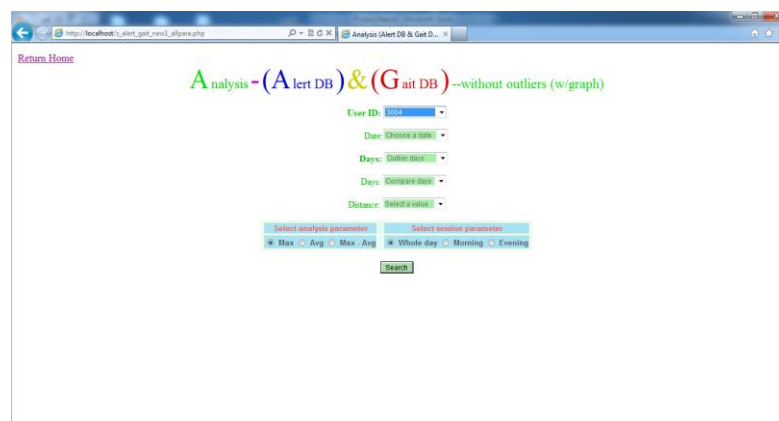 http://localhost/z_alert_gait_new1_allpara.php
Analysis (Alert DB & Gait D...
Return Home
Analysis - (Alert DB) & (Gait DB) --without outliers (w/graph)
User ID: 3004
Date: Choose a date
Days: Outlier days
Days: Compare days
Distance: Select a value
Select analysis parameter Select session parameter
Max Avg Max - Avg Whole day Morning Evening
Search